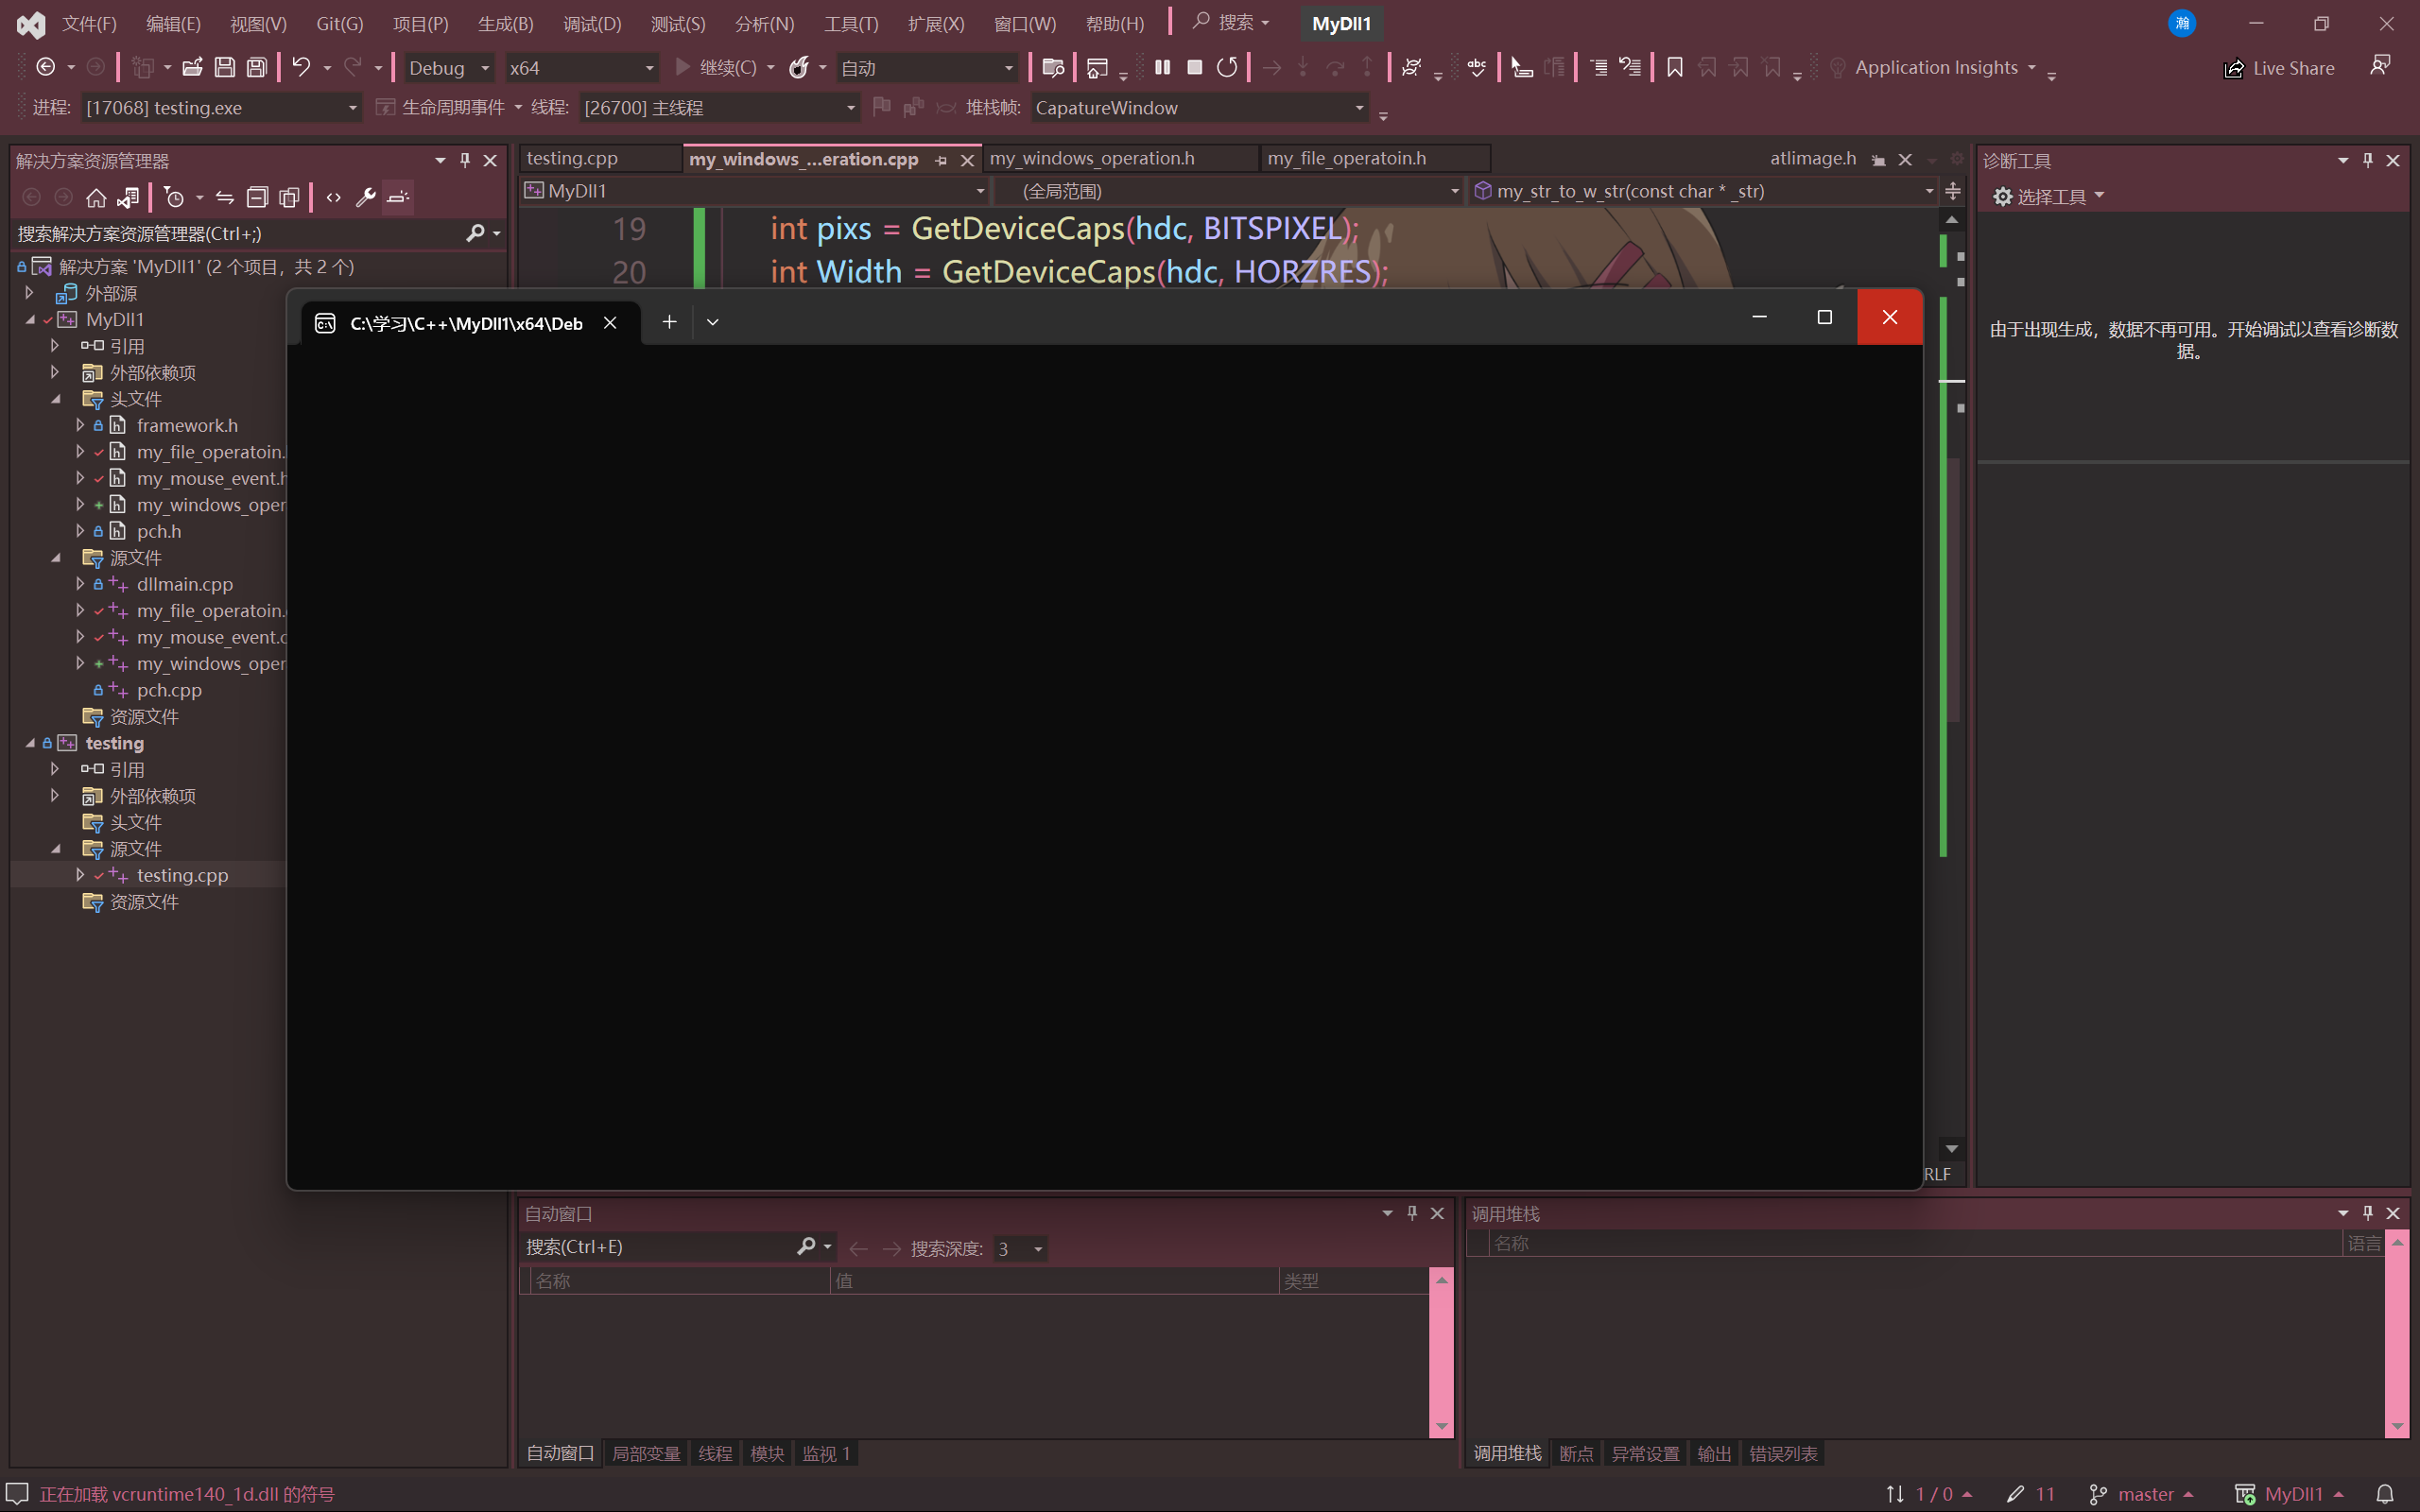 文件(F) 编辑(E) 视图(V) Git(G) 项目(P) 生成(B) 调试(D) 测试(S) 分析(N) 工具(T) 扩展(X) 窗口(W) 帮助(H) 搜索 MyDll1 瀚
Debug x64 继续(C) 自动 Application Insights Live Share
进程: [17068] testing.exe 生命周期事件 线程: [26700] 主线程 堆栈帧: CapatureWindow
解决方案资源管理器
搜索解决方案资源管理器(Ctrl+;)
解决方案 'MyDll1' (2 个项目，共 2 个)
外部源
MyDll1
引用
外部依赖项
头文件
framework.h
my_file_operatoin.
my_mouse_event.h
my_windows_oper
pch.h
源文件
dllmain.cpp
my_file_operatoin.
my_mouse_event.c
my_windows_oper
pch.cpp
资源文件
testing
引用
外部依赖项
头文件
源文件
testing.cpp
资源文件
testing.cpp my_windows_...eration.cpp my_windows_operation.h my_file_operatoin.h atlimage.h
MyDll1 (全局范围) my_str_to_w_str(const char * _str)
19 int pixs = GetDeviceCaps(hdc, BITSPIXEL);
20 int Width = GetDeviceCaps(hdc, HORZRES);
C:\学习\C++\MyDll1\x64\Deb
RLF
诊断工具
选择工具
由于出现生成，数据不再可用。开始调试以查看诊断数
据。
自动窗口
搜索(Ctrl+E) 搜索深度: 3
名称 值 类型
自动窗口 局部变量 线程 模块 监视 1
调用堆栈
名称 语言
调用堆栈 断点 异常设置 输出 错误列表
正在加载 vcruntime140_1d.dll 的符号 1 / 0 11 master MyDll1